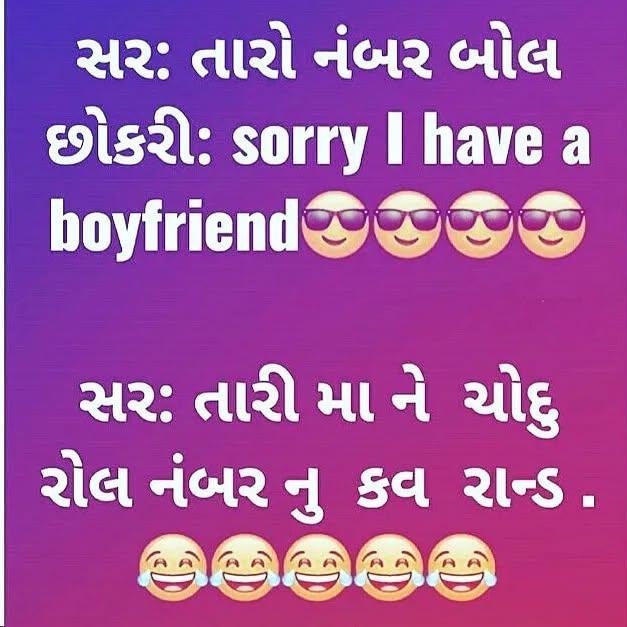 સર: તારો નંબર બોલ
છોકરી: sorry I have a
boyfriend😎😎😎😎
સર: તારી મા ને ચોદુ
રોલ નંબર નુ કવ રાન્ડ .
😂😂😂😂😂